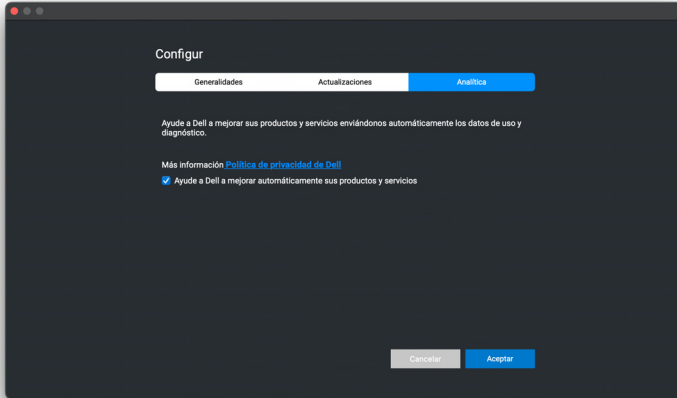 Configur
Generalidades
Actualizaciones
Analítica
Ayude a Dell a mejorar sus productos y servicios enviándonos automáticamente los datos de uso y
diagnóstico.
Más información Política de privacidad de Dell
Ayude a Dell a mejorar automáticamente sus productos y servicios
Cancelar
Aceptar